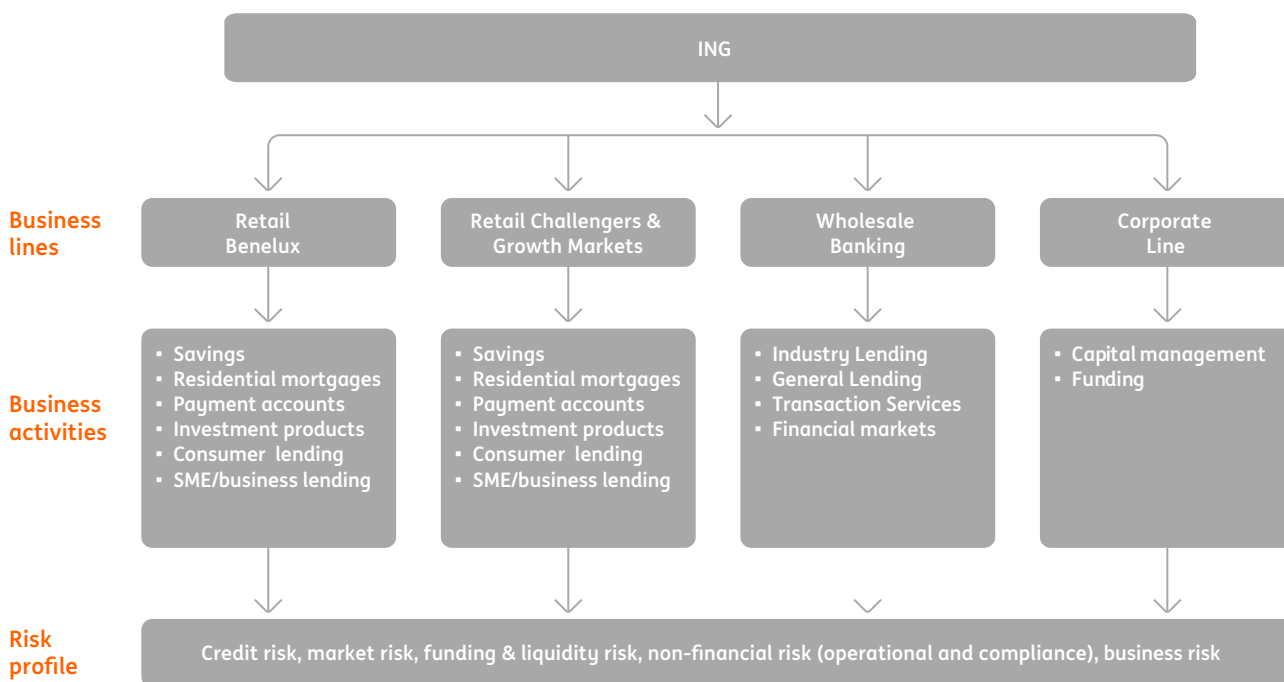 ING
Business
lines
Retail
Benelux
Retail Challengers &
Growth Markets
Wholesale
Banking
Corporate
Line
Business
activities
▪ Savings
▪ Residential mortgages
▪ Payment accounts
▪ Investment products
▪ Consumer lending
▪ SME/business lending
▪ Savings
▪ Residential mortgages
▪ Payment accounts
▪ Investment products
▪ Consumer lending
▪ SME/business lending
▪ Industry Lending
▪ General Lending
▪ Transaction Services
▪ Financial markets
▪ Capital management
▪ Funding
Risk
profile
Credit risk, market risk, funding & liquidity risk, non-financial risk (operational and compliance), business risk